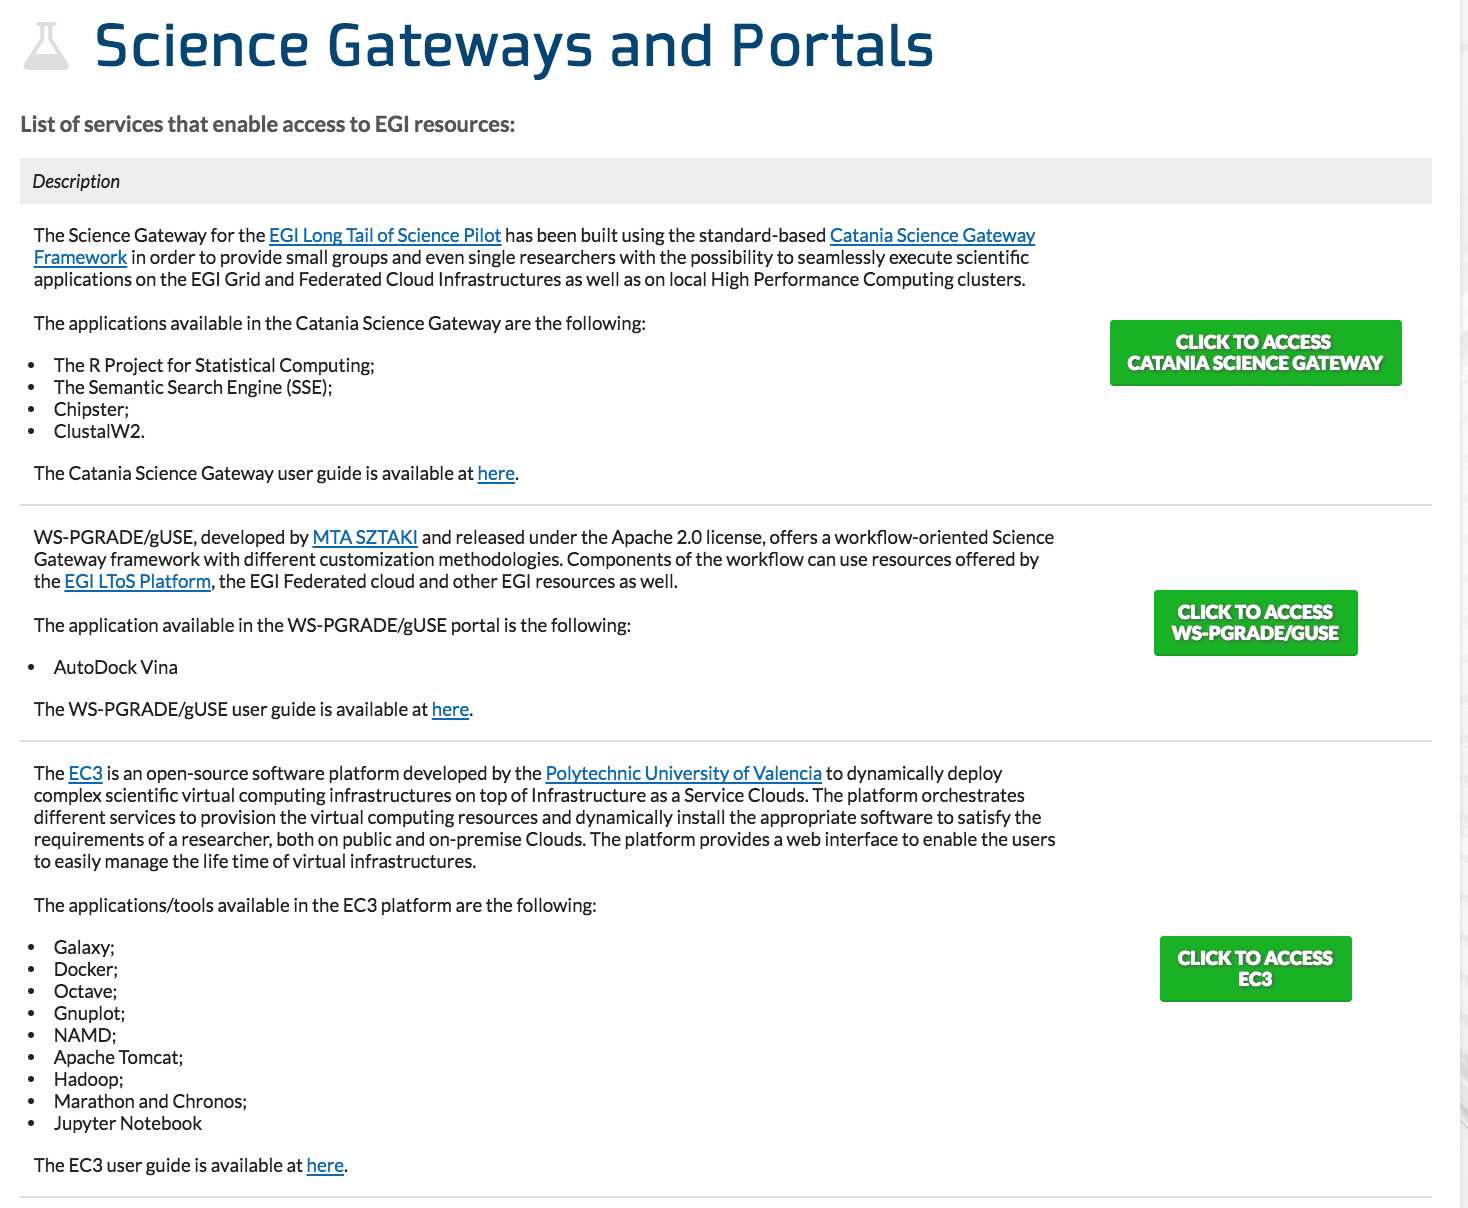 Science Gateways and Portals
List of services that enable access to EGI resources:
Description
The Science Gateway for the EGI Long Tail of Science Pilot has been built using the standard-based Catania Science Gateway
Framework in order to provide small groups and even single researchers with the possibility to seamlessly execute scientific
applications on the EGI Grid and Federated Cloud Infrastructures as well as on local High Performance Computing clusters.
The applications available in the Catania Science Gateway are the following:
• The R Project for Statistical Computing;
• The Semantic Search Engine (SSE);
• Chipster;
• ClustalW2.
The Catania Science Gateway user guide is available at here.
CLICK TO ACCESS
CATANIA SCIENCE GATEWAY
WS-PGRADE/gUSE, developed by MTA SZTAKI and released under the Apache 2.0 license, offers a workflow-oriented Science
Gateway framework with different customization methodologies. Components of the workflow can use resources offered by
the EGI LToS Platform, the EGI Federated cloud and other EGI resources as well.
The application available in the WS-PGRADE/gUSE portal is the following:
• AutoDock Vina
The WS-PGRADE/gUSE user guide is available at here.
CLICK TO ACCESS
WS-PGRADE/GUSE
The EC3 is an open-source software platform developed by the Polytechnic University of Valencia to dynamically deploy
complex scientific virtual computing infrastructures on top of Infrastructure as a Service Clouds. The platform orchestrates
different services to provision the virtual computing resources and dynamically install the appropriate software to satisfy the
requirements of a researcher, both on public and on-premise Clouds. The platform provides a web interface to enable the users
to easily manage the life time of virtual infrastructures.
The applications/tools available in the EC3 platform are the following:
• Galaxy;
• Docker;
• Octave;
• Gnuplot;
• NAMD;
• Apache Tomcat;
• Hadoop;
• Marathon and Chronos;
• Jupyter Notebook
The EC3 user guide is available at here.
CLICK TO ACCESS
EC3